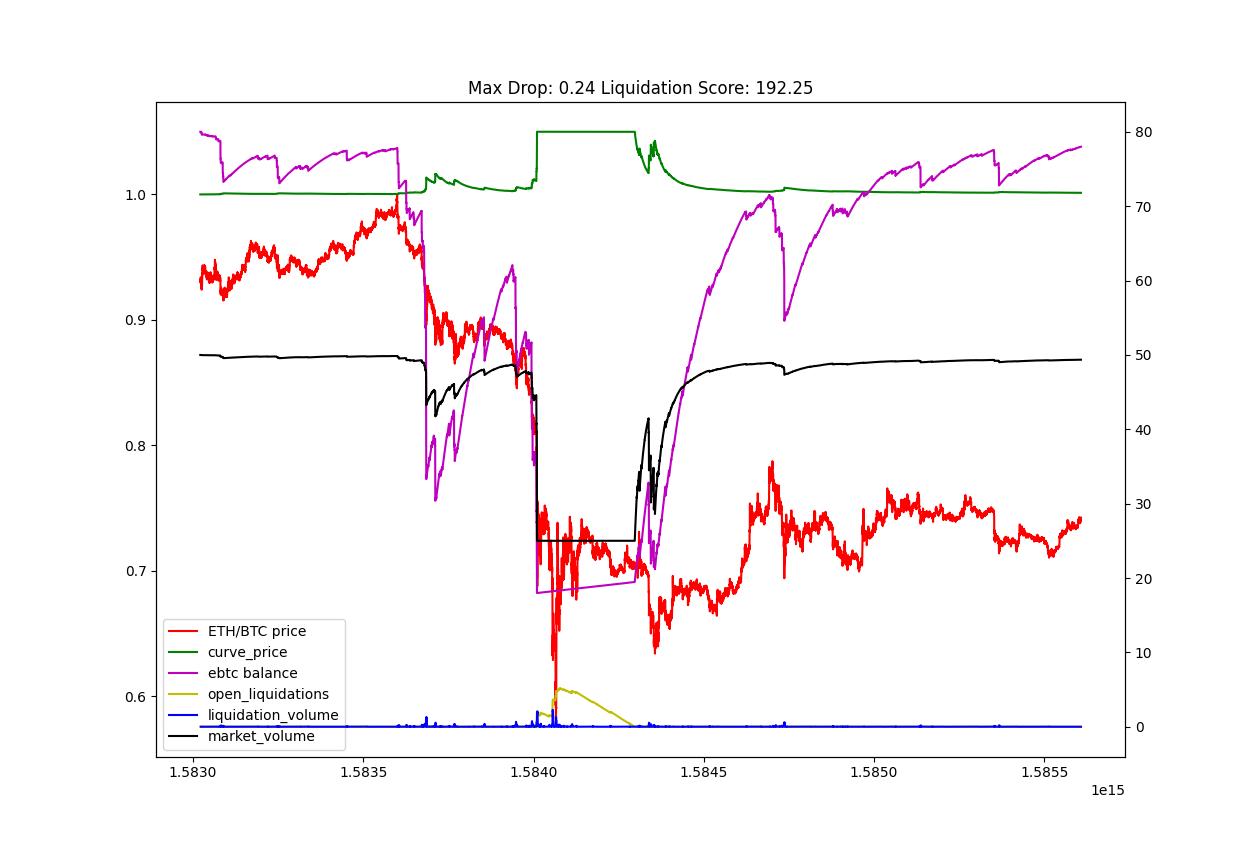 Max Drop: 0.24 Liquidation Score: 192.25
1.0
0.9
0.8
0.7
0.6
80
70
60
50
40
30
20
10
0
ETH/BTC price
curve_price
ebtc balance
open_liquidations
liquidation_volume
market_volume
1.5830 1.5835 1.5840 1.5845 1.5850 1.5855
1e15